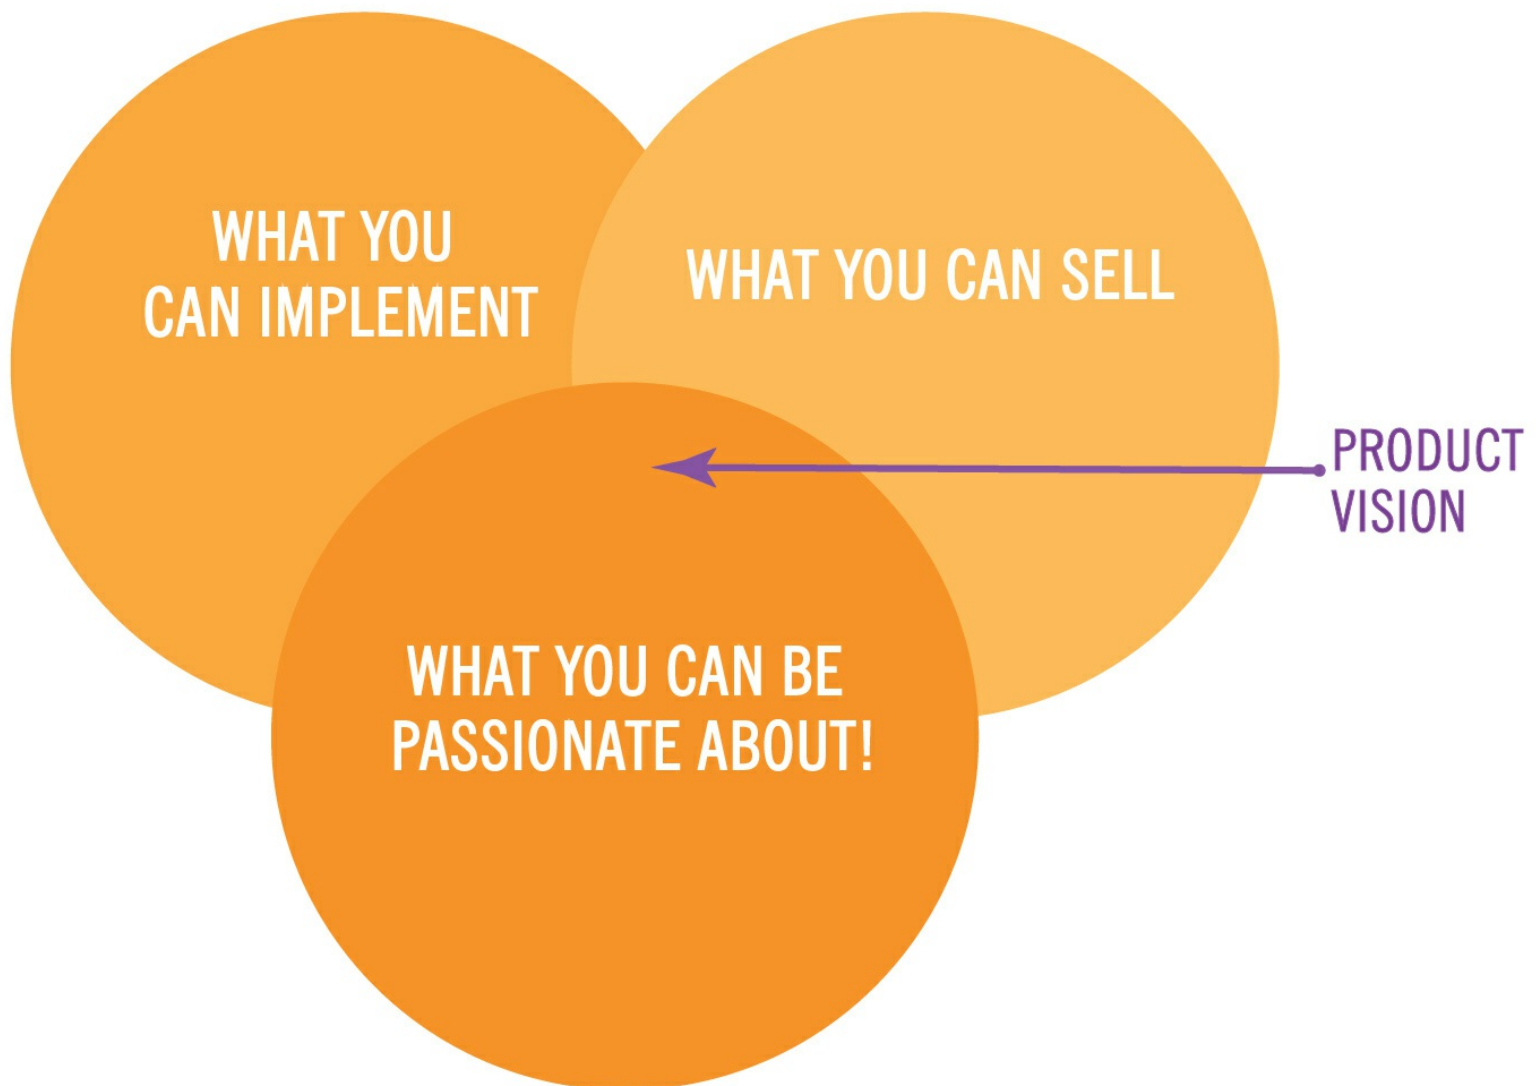 WHAT YOU
CAN IMPLEMENT
WHAT YOU CAN SELL
PRODUCT
VISION
WHAT YOU CAN BE
PASSIONATE ABOUT!